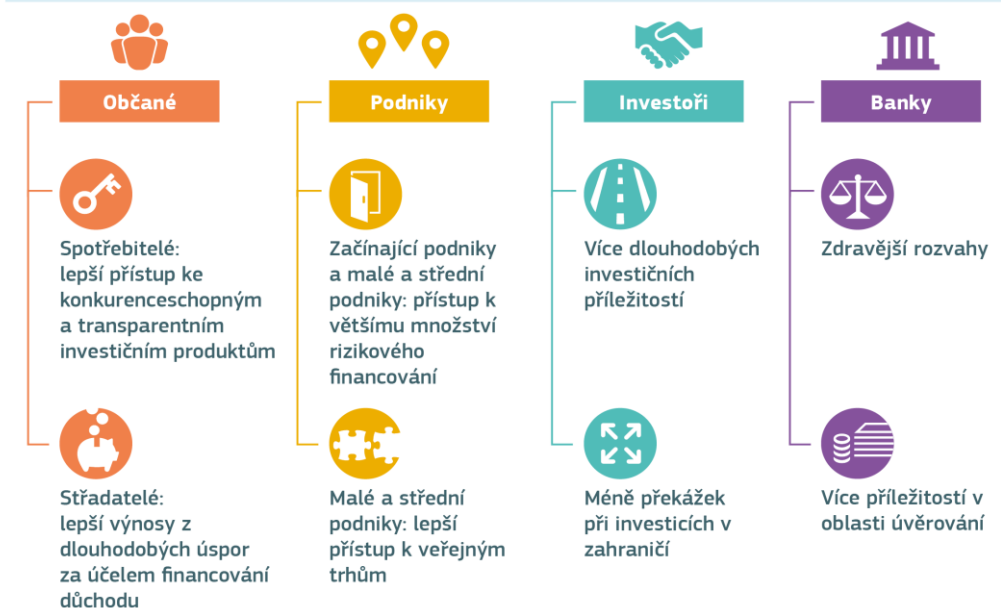 Občané
Spotřebitelé:
lepší přístup ke
konkurenceschopným
a transparentním
investičním produktům
Střadatelé:
lepší výnosy z
dlouhodobých úspor
za účelem financování
důchodu
Podniky
Začínající podniky
a malé a střední
podniky: přístup k
většímu množství
rizikového
financování
Malé a střední
podniky: lepší
přístup k veřejným
trhům
Investoři
Více dlouhodobých
investičních
příležitostí
Méně překážek
při investicích v
zahraničí
Banky
Zdravější rozvahy
Více příležitostí v
oblasti úvěrování